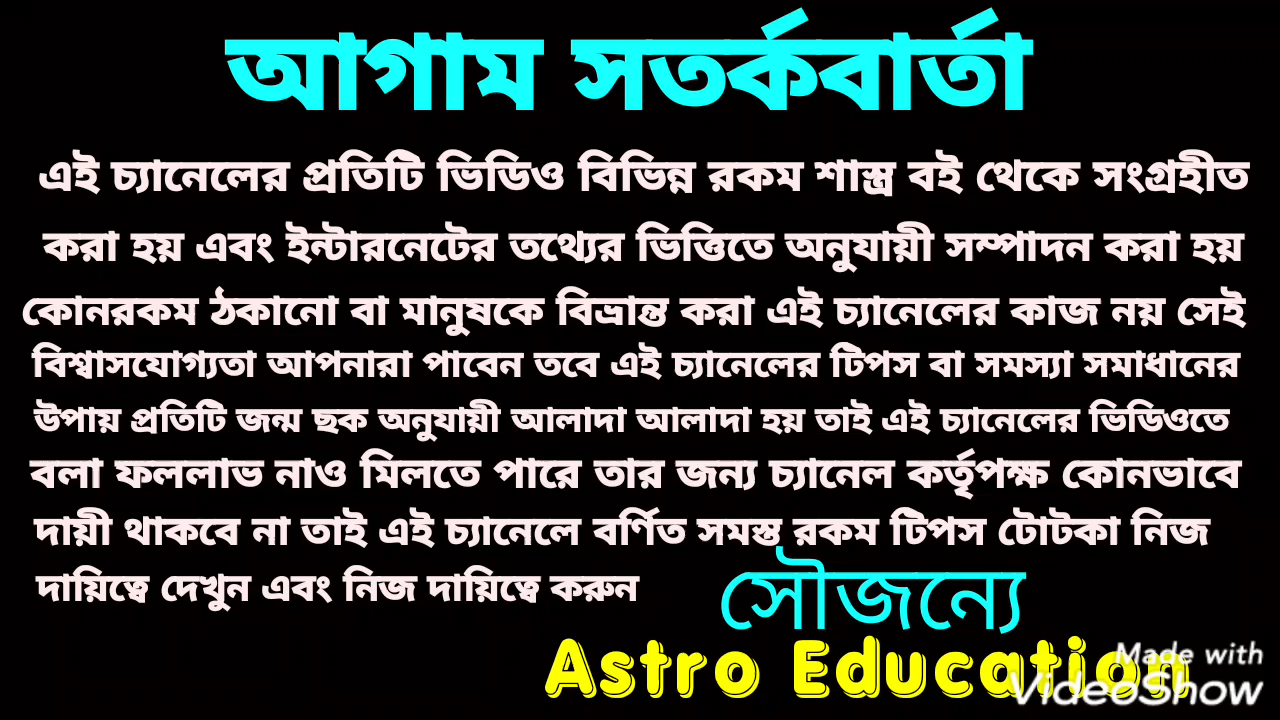 আগাম সতর্কবার্তা
এই চ্যানেলের প্রতিটি ভিডিও বিভিন্ন রকম শাস্ত্র বই থেকে সংগ্রহীত
করা হয় এবং ইন্টারনেটের তথ্যের ভিত্তিতে অনুযায়ী সম্পাদন করা হয়
কোনরকম ঠকানো বা মানুষকে বিভ্রান্ত করা এই চ্যানেলের কাজ নয় সেই
বিশ্বাসযোগ্যতা আপনারা পাবেন তবে এই চ্যানেলের টিপস বা সমস্যা সমাধানের
উপায় প্রতিটি জন্ম ছক অনুযায়ী আলাদা আলাদা হয় তাই এই চ্যানেলের ভিডিওতে
বলা ফললাভ নাও মিলতে পারে তার জন্য চ্যানেল কর্তৃপক্ষ কোনভাবে
দায়ী থাকবে না তাই এই চ্যানেলে বর্ণিত সমস্ত রকম টিপস টোটকা নিজ
দায়িত্বে দেখুন এবং নিজ দায়িত্বে করুন
সৌজন্যে
Astro Education
Made with
VideoShow